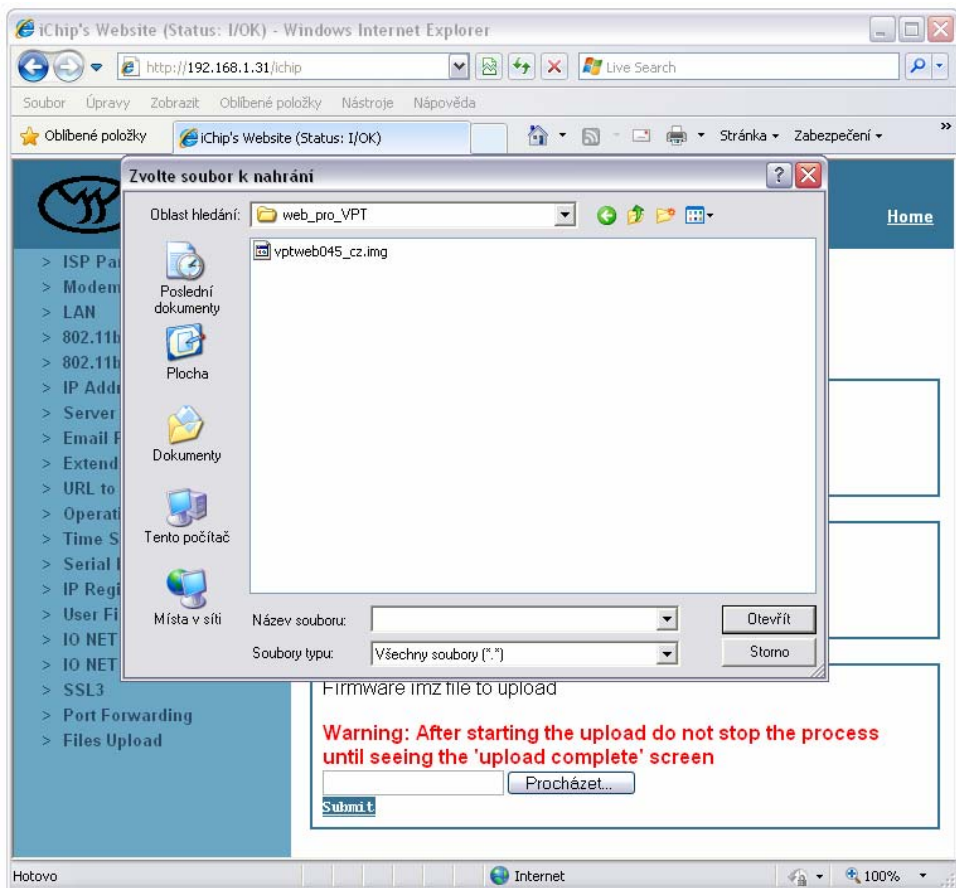 iChip's Website (Status: I/OK) - Windows Internet Explorer
http://192.168.1.31/ichip
Live Search
Soubor Úpravy Zobrazit Oblíbené položky Nástroje Nápověda
Oblíbené položky
iChip's Website (Status: I/OK)
Stránka
Zabezpečení
»
Zvolte soubor k nahrání
Oblast hledání:
web_pro_VPT
Home
vptweb045_cz.img
Poslední
dokumenty
Plocha
Dokumenty
Tento počítač
Místa v síti
Název souboru:
Otevřít
Soubory typu:
Všechny soubory (*.*)
Storno
> ISP Pa
> Modem
> LAN
> 802.11b
> 802.11b
> IP Add
> Server
> Email
> Extend
> URL to
> Operati
> Time S
> Serial
> IP Regi
> User Fi
> IO NET
> IO NET
> SSL3
> Port Forwarding
> Files Upload
Firmware imz file to upload
Warning: After starting the upload do not stop the process
until seeing the 'upload complete' screen
Procházet...
Submit
Hotovo
Internet
100%